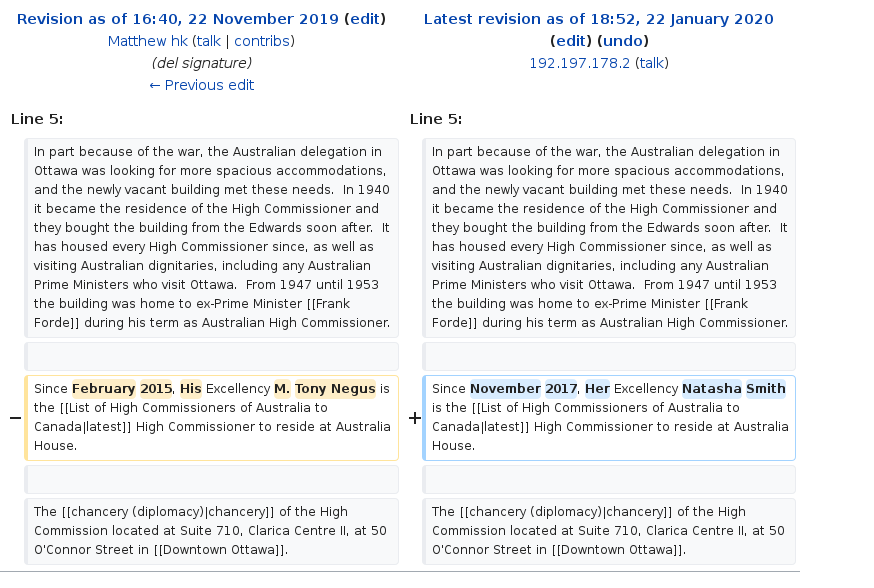 Revision as of 16:40, 22 November 2019 (edit)
Matthew hk (talk | contribs)
(del signature)
← Previous edit
Latest revision as of 18:52, 22 January 2020
(edit) (undo)
192.197.178.2 (talk)
Line 5:
Line 5:
In part because of the war, the Australian delegation in
Ottawa was looking for more spacious accommodations,
and the newly vacant building met these needs.  In 1940
it became the residence of the High Commissioner and
they bought the building from the Edwards soon after.  It
has housed every High Commissioner since, as well as
visiting Australian dignitaries, including any Australian
Prime Ministers who visit Ottawa.  From 1947 until 1953
the building was home to ex-Prime Minister [[Frank
Forde]] during his term as Australian High Commissioner.
In part because of the war, the Australian delegation in
Ottawa was looking for more spacious accommodations,
and the newly vacant building met these needs.  In 1940
it became the residence of the High Commissioner and
they bought the building from the Edwards soon after.  It
has housed every High Commissioner since, as well as
visiting Australian dignitaries, including any Australian
Prime Ministers who visit Ottawa.  From 1947 until 1953
the building was home to ex-Prime Minister [[Frank
Forde]] during his term as Australian High Commissioner.
−
Since February 2015, His Excellency M. Tony Negus is
the [[List of High Commissioners of Australia to
Canada|latest]] High Commissioner to reside at Australia
House.
+
Since November 2017, Her Excellency Natasha Smith
is the [[List of High Commissioners of Australia to
Canada|latest]] High Commissioner to reside at Australia
House.
The [[chancery (diplomacy)|chancery]] of the High
Commission located at Suite 710, Clarica Centre II, at 50
O'Connor Street in [[Downtown Ottawa]].
The [[chancery (diplomacy)|chancery]] of the High
Commission located at Suite 710, Clarica Centre II, at 50
O'Connor Street in [[Downtown Ottawa]].